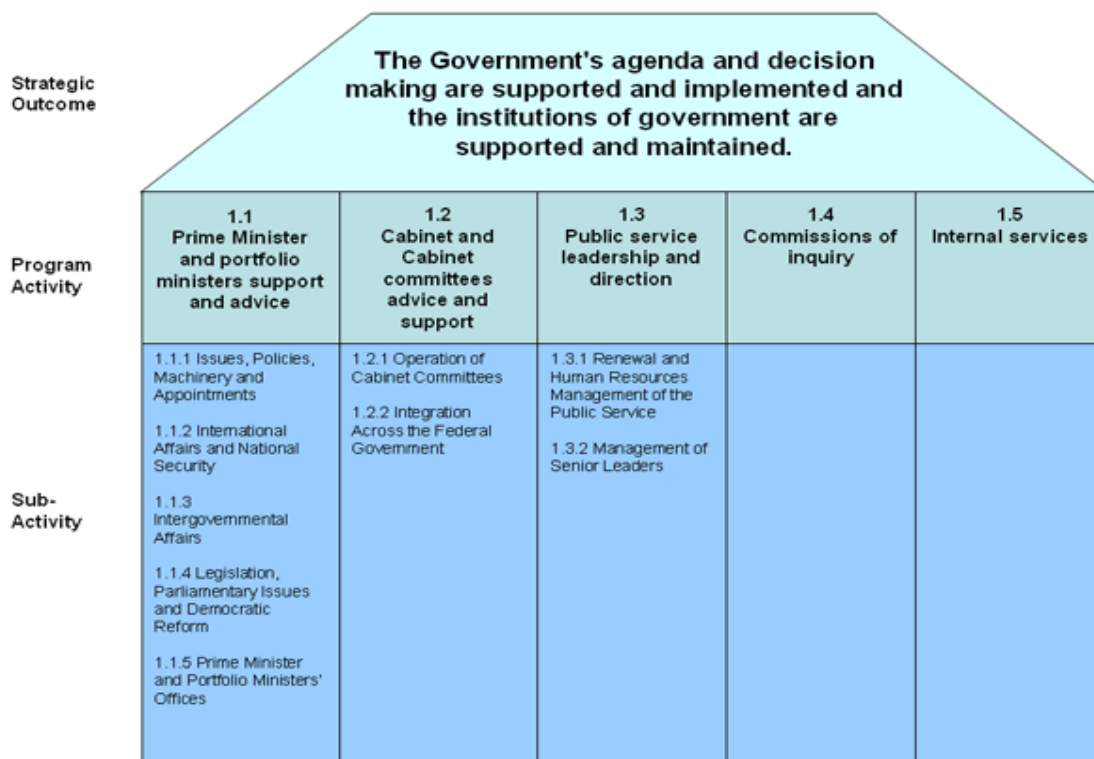 Strategic
Outcome
The Government's agenda and decision
making are supported and implemented and
the institutions of government are
supported and maintained.
Program
Activity
1.1
Prime Minister
and portfolio
ministers support
and advice
1.2
Cabinet and
Cabinet
committees
advice and
support
1.3
Public service
leadership and
direction
1.4
Commissions of
inquiry
1.5
Internal services
Sub-
Activity
1.1.1 Issues, Policies,
Machinery and
Appointments
1.1.2 International
Affairs and National
Security
1.1.3
Intergovernmental
Affairs
1.1.4 Legislation,
Parliamentary Issues
and Democratic
Reform
1.1.5 Prime Minister
and Portfolio Ministers'
Offices
1.2.1 Operation of
Cabinet Committees
1.2.2 Integration
Across the Federal
Government
1.3.1 Renewal and
Human Resources
Management of the
Public Service
1.3.2 Management of
Senior Leaders